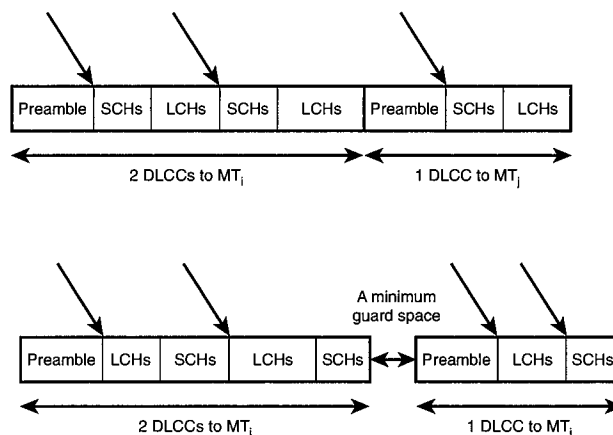 Preamble SCHs LCHs SCHs LCHs Preamble SCHs LCHs
2 DLCCs to MTi 1 DLCC to MTj
A minimum
guard space
Preamble LCHs SCHs LCHs SCHs Preamble LCHs SCHs
2 DLCCs to MTi 1 DLCC to MTi